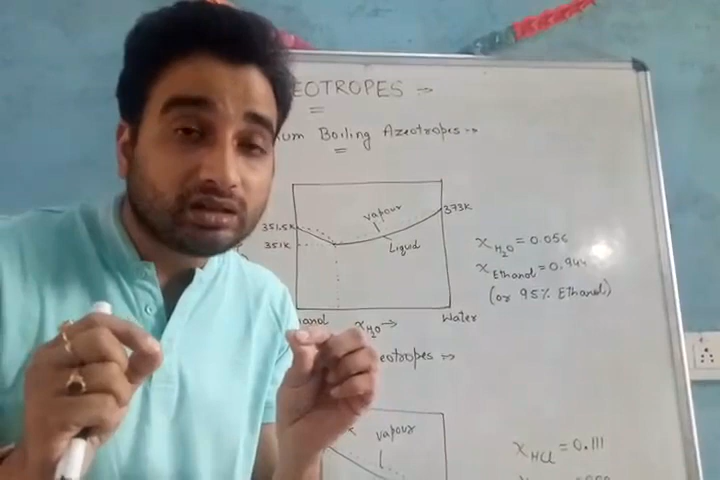 EOTROPES →
um Boiling Azeotropes →
vapour
373K
351.5K
351K
Liquid
x H2O = 0.056
x Ethanol = 0.944
(or 95% Ethanol)
anol
x H2O →
Water
eotropes →
vapour
x HCl = 0.111